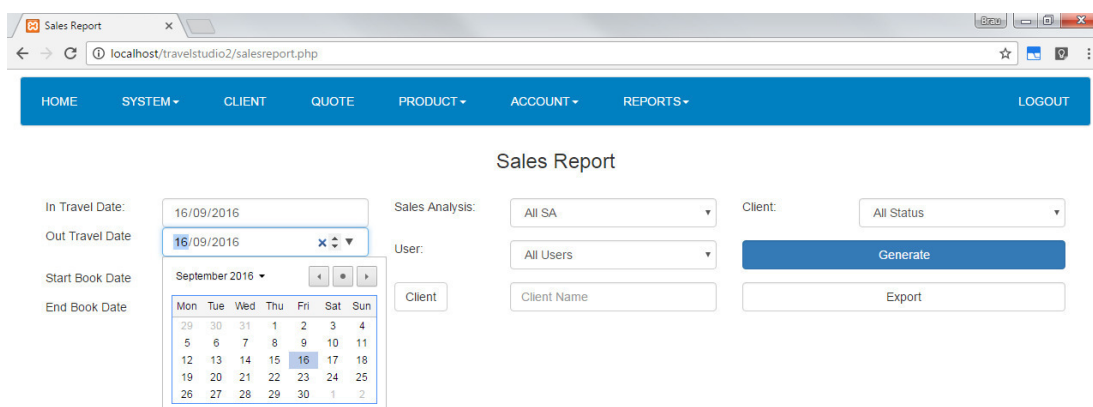 Sales Report
Brau
localhost/travelstudio2/salesreport.php
HOME SYSTEM CLIENT QUOTE PRODUCT ACCOUNT REPORTS LOGOUT
Sales Report
In Travel Date: 16/09/2016 Sales Analysis: All SA Client: All Status
Out Travel Date 16/09/2016 User: All Users Generate
Start Book Date September 2016
End Book Date Client Client Name Export
Mon Tue Wed Thu Fri Sat Sun
29 30 31 1 2 3 4
5 6 7 8 9 10 11
12 13 14 15 16 17 18
19 20 21 22 23 24 25
26 27 28 29 30 1 2